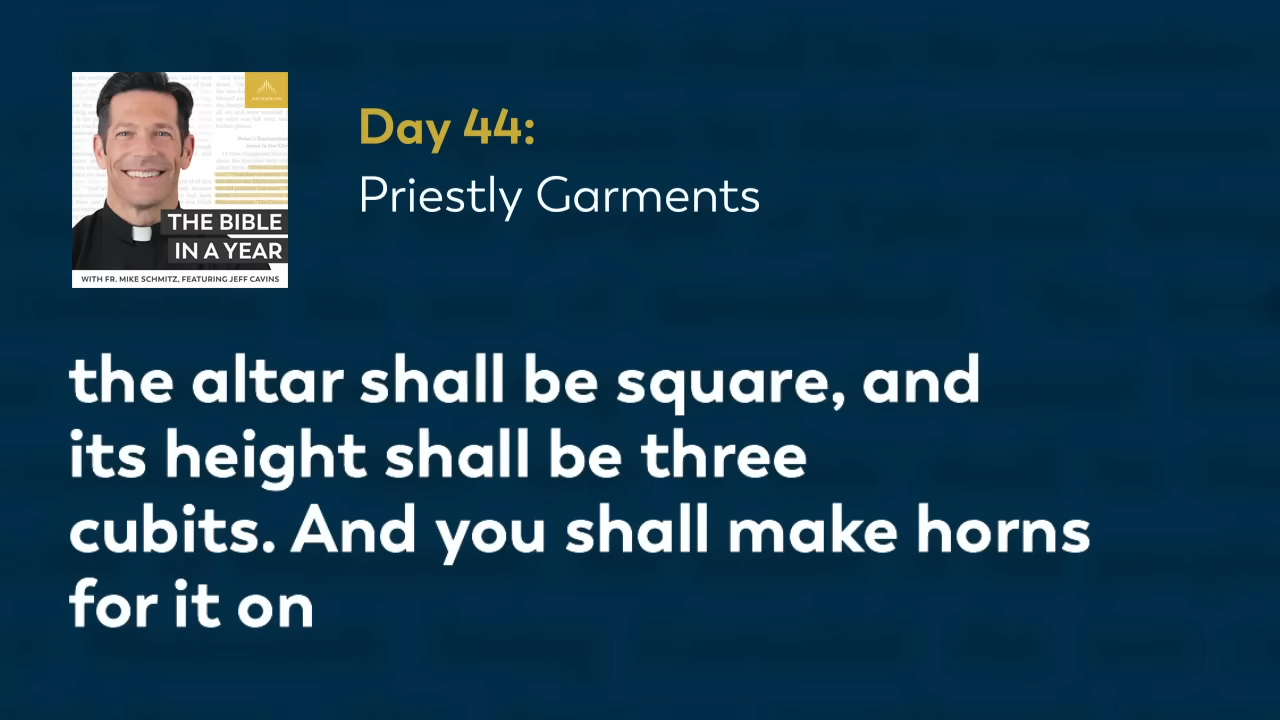 Day 44:
Priestly Garments
THE BIBLE
IN A YEAR
WITH FR. MIKE SCHMITZ, FEATURING JEFF CAVINS
the altar shall be square, and
its height shall be three
cubits. And you shall make horns
for it on